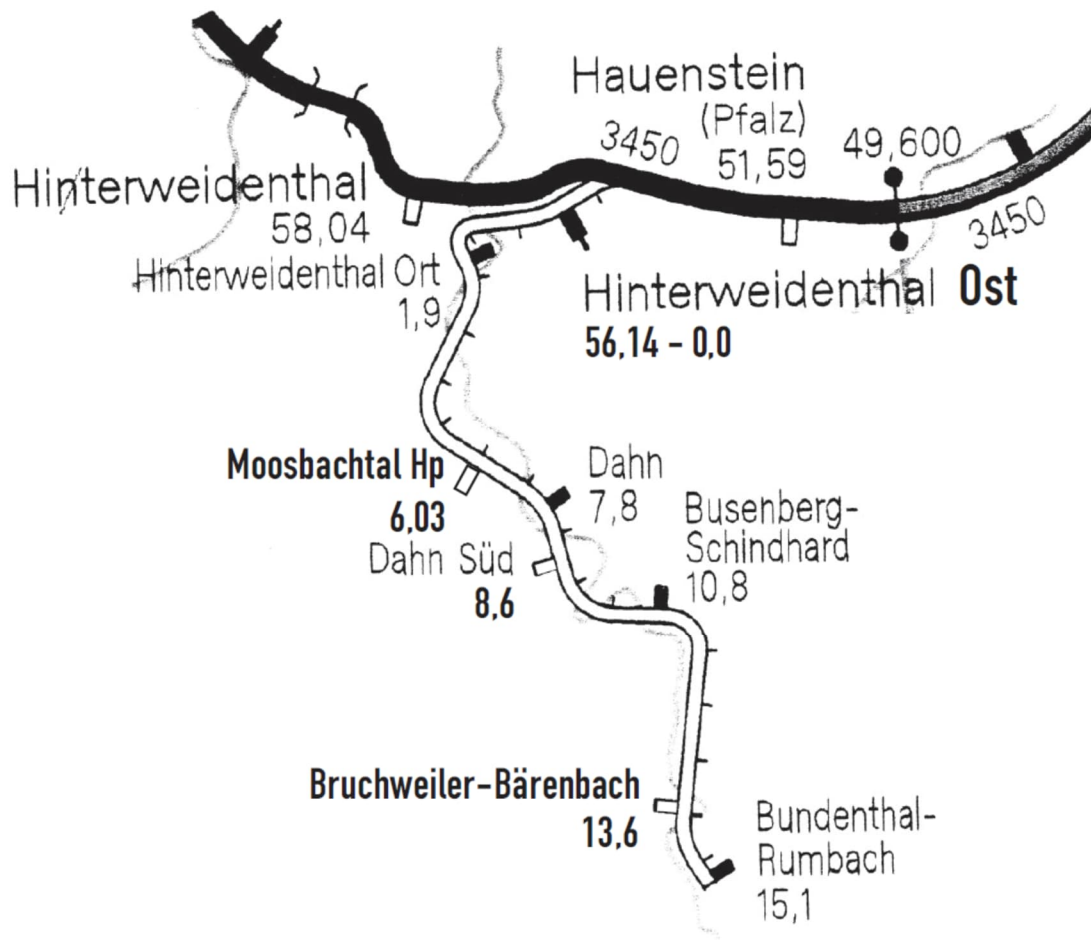 Hauenstein
(Pfalz)
51,59
3450
49,600
3450
Hinterweidenthal
58,04
Hinterweidenthal Ort
1,9
Hinterweidenthal Ost
56,14 - 0,0
Moosbachtal Hp
6,03
Dahn
7,8
Dahn Süd
8,6
Busenberg-
Schindhard
10,8
Bruchweiler-Bärenbach
13,6
Bundenthal-
Rumbach
15,1